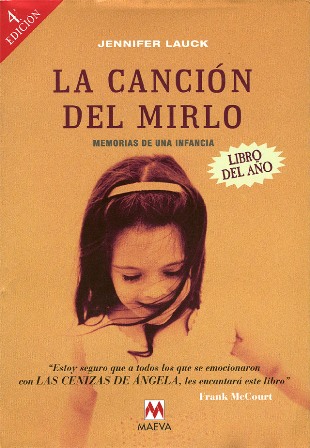 4ª EDICIÓN
JENNIFER LAUCK
LA CANCIÓN
DEL MIRLO
MEMORIAS DE UNA INFANCIA
LIBRO
DEL AÑO
“Estoy seguro que a todos los que se emocionaron
con LAS CENIZAS DE ÁNGELA, les encantará este libro”
Frank McCourt
MAEVA